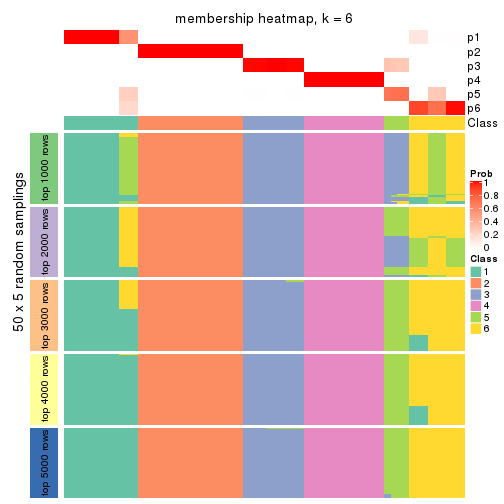 membership heatmap, k = 6
p1
p2
p3
p4
p5
p6
Class
50 x 5 random samplings
top 1000 rows
top 2000 rows
top 3000 rows
top 4000 rows
top 5000 rows
Prob
1
0.8
0.6
0.4
0.2
0
Class
1
2
3
4
5
6